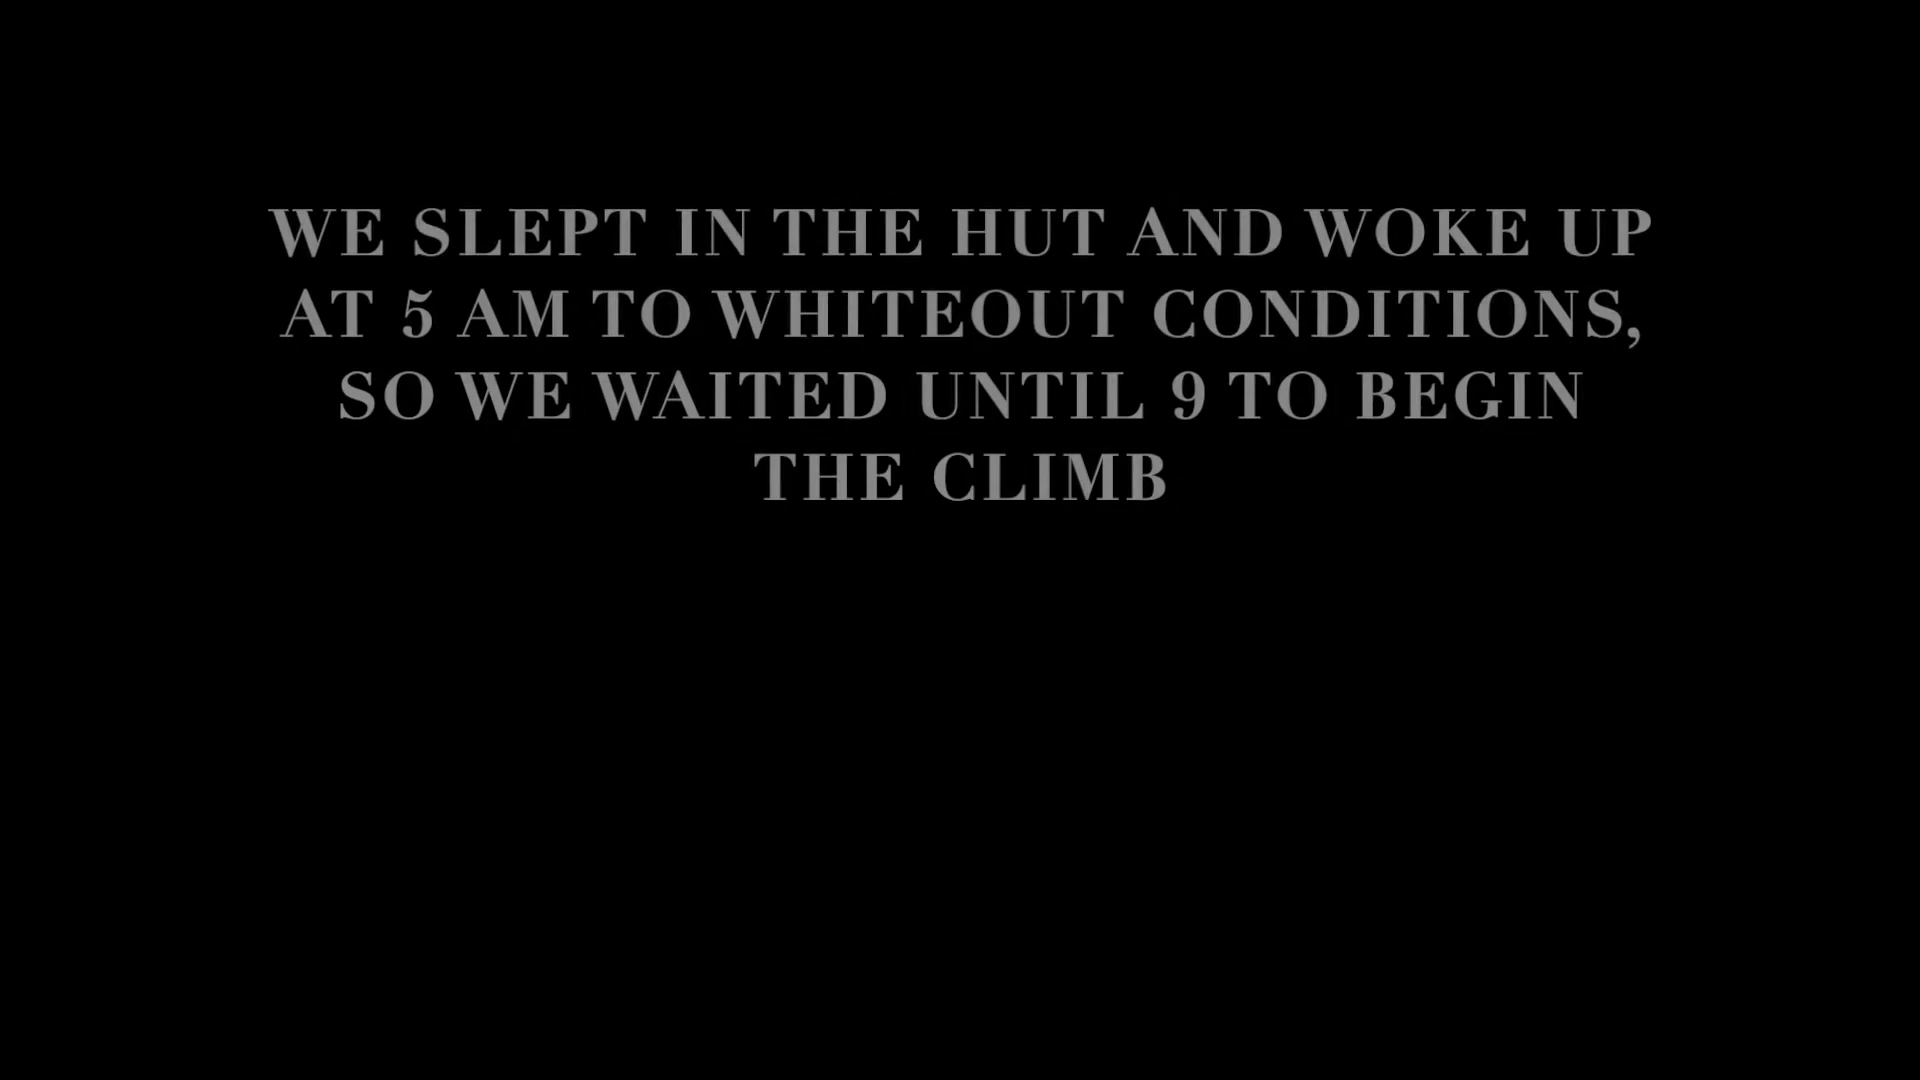 WE SLEPT IN THE HUT AND WOKE UP
AT 5 AM TO WHITEOUT CONDITIONS,
SO WE WAITED UNTIL 9 TO BEGIN
THE CLIMB